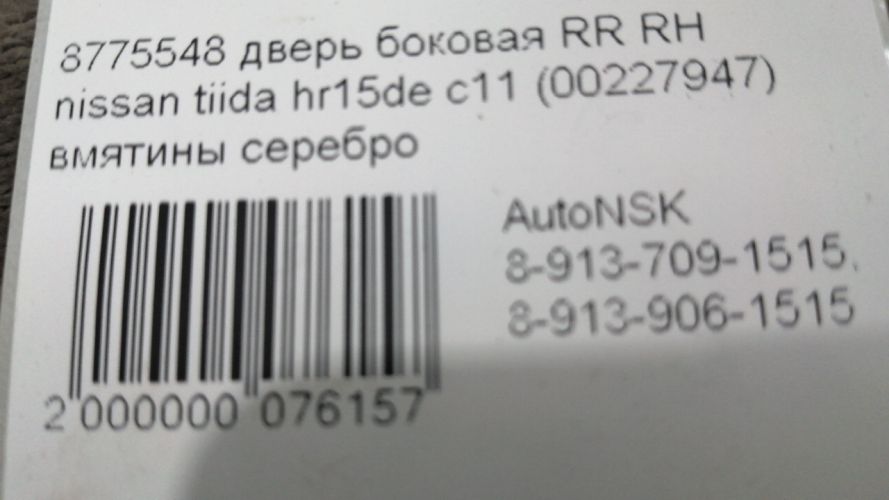 8775548 дверь боковая RR RH
nissan tiida hr15de c11 (00227947)
вмятины серебро
AutoNSK
8-913-709-1515,
8-913-906-1515
2 000000 076157